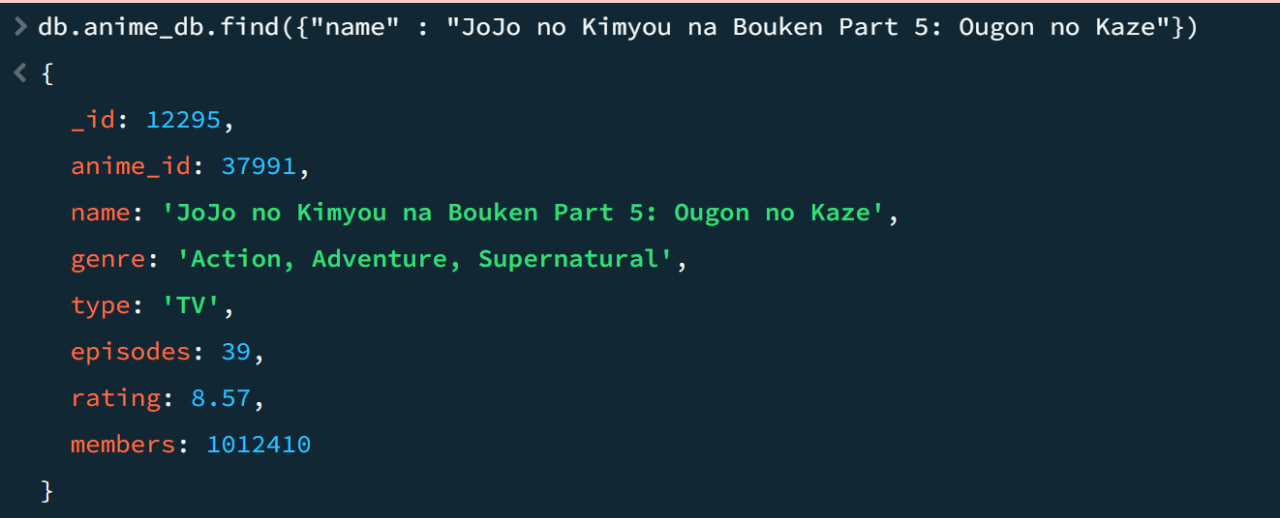 > db.anime_db.find({"name" : "JoJo no Kimyou na Bouken Part 5: Ougon no Kaze"})
< {
_id: 12295,
anime_id: 37991,
name: 'JoJo no Kimyou na Bouken Part 5: Ougon no Kaze',
genre: 'Action, Adventure, Supernatural',
type: 'TV',
episodes: 39,
rating: 8.57,
members: 1012410
}